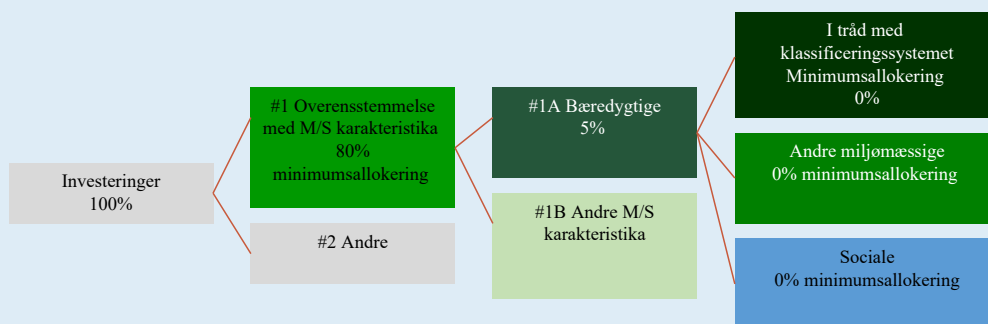 Investeringer
100%
#1 Overensstemmelse
med M/S karakteristika
80%
minimumsallokering
#2 Andre
#1A Bæredygtige
5%
#1B Andre M/S
karakteristika
I tråd med
klassificeringssystemet
Minimumsallokering
0%
Andre miljømæssige
0% minimumallokering
Sociale
0% minimumsallokering